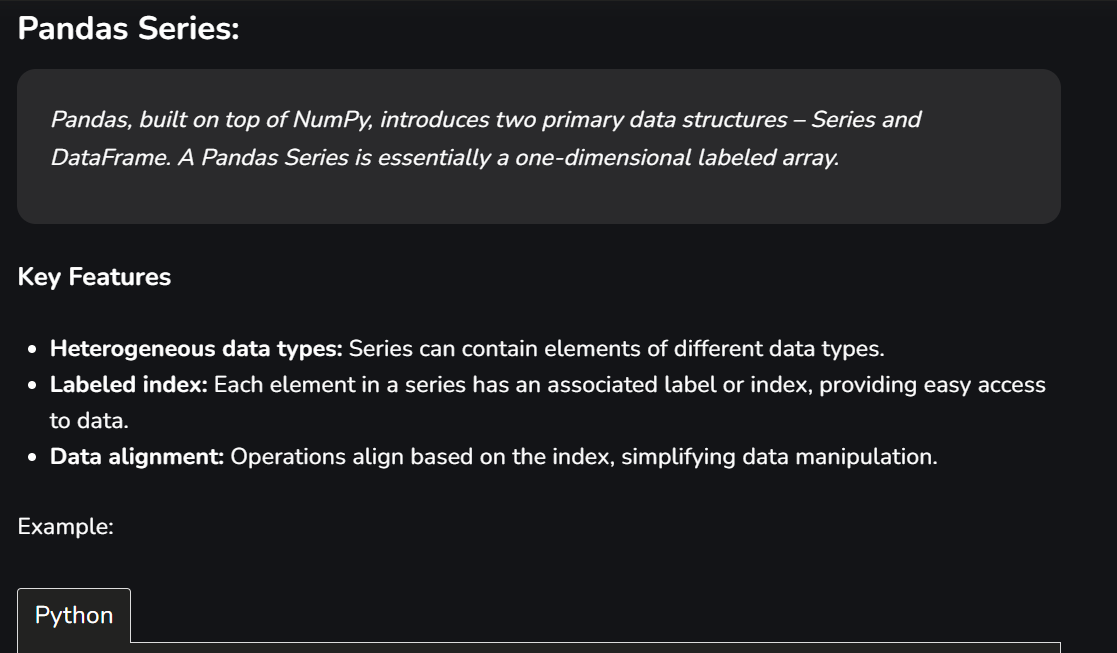 Pandas Series:
Pandas, built on top of NumPy, introduces two primary data structures – Series and
DataFrame. A Pandas Series is essentially a one-dimensional labeled array.
Key Features
• Heterogeneous data types: Series can contain elements of different data types.
• Labeled index: Each element in a series has an associated label or index, providing easy access
to data.
• Data alignment: Operations align based on the index, simplifying data manipulation.
Example:
Python